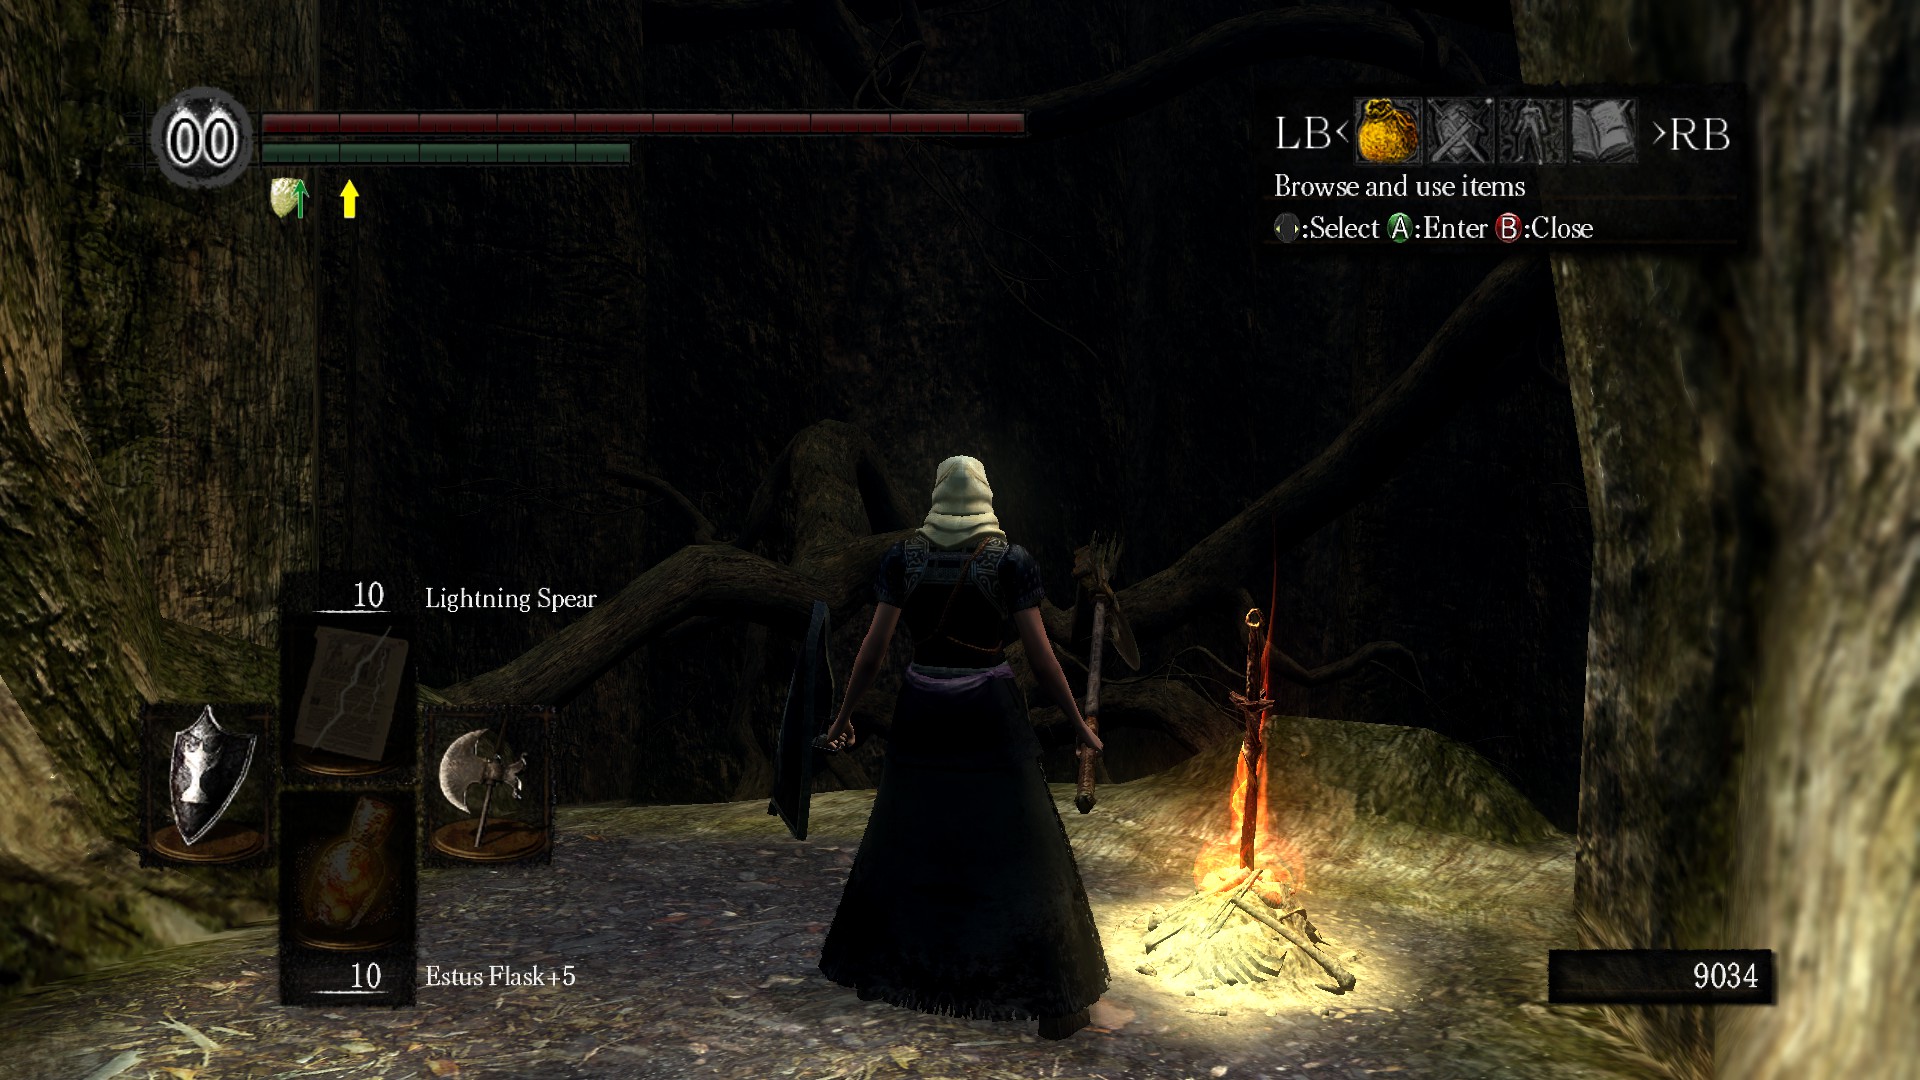 00
LB RB
Browse and use items
:Select A:Enter B:Close
10 Lightning Spear
10 Estus Flask+5
9034